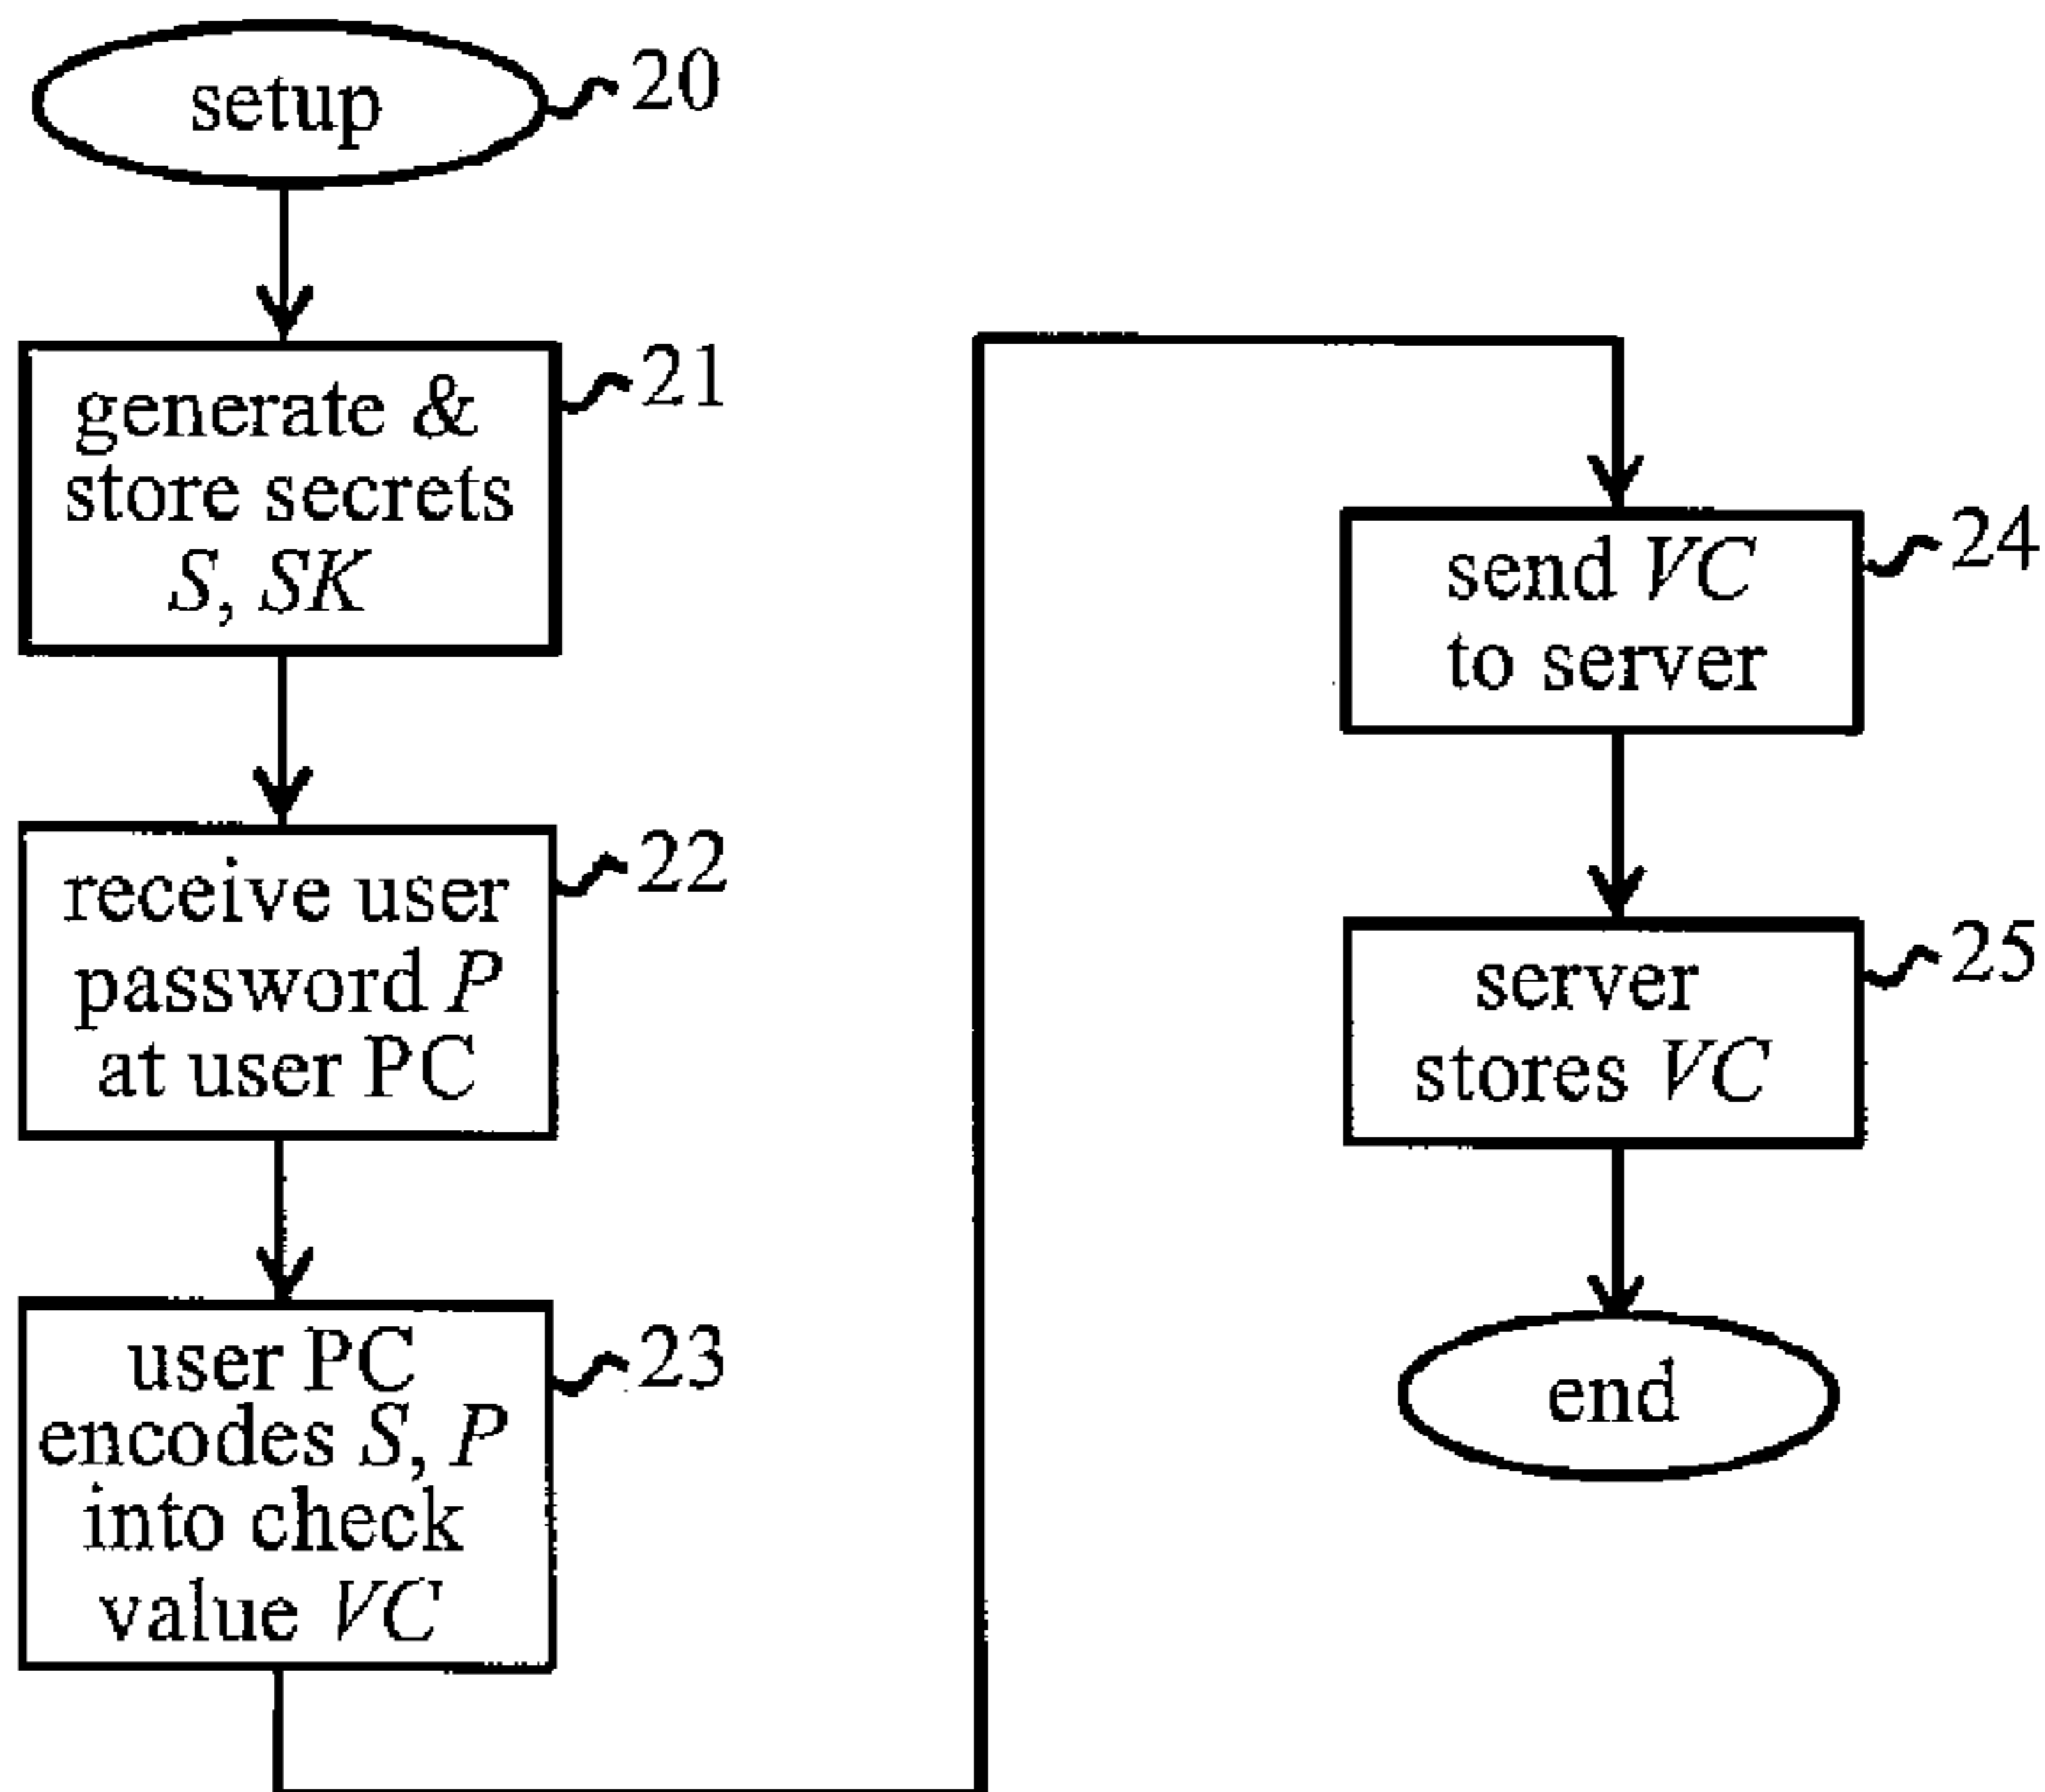 setup
20
generate &
store secrets
S, SK
21
receive user
password P
at user PC
22
user PC
encodes S, P
into check
value VC
23
send VC
to server
24
server
stores VC
25
end